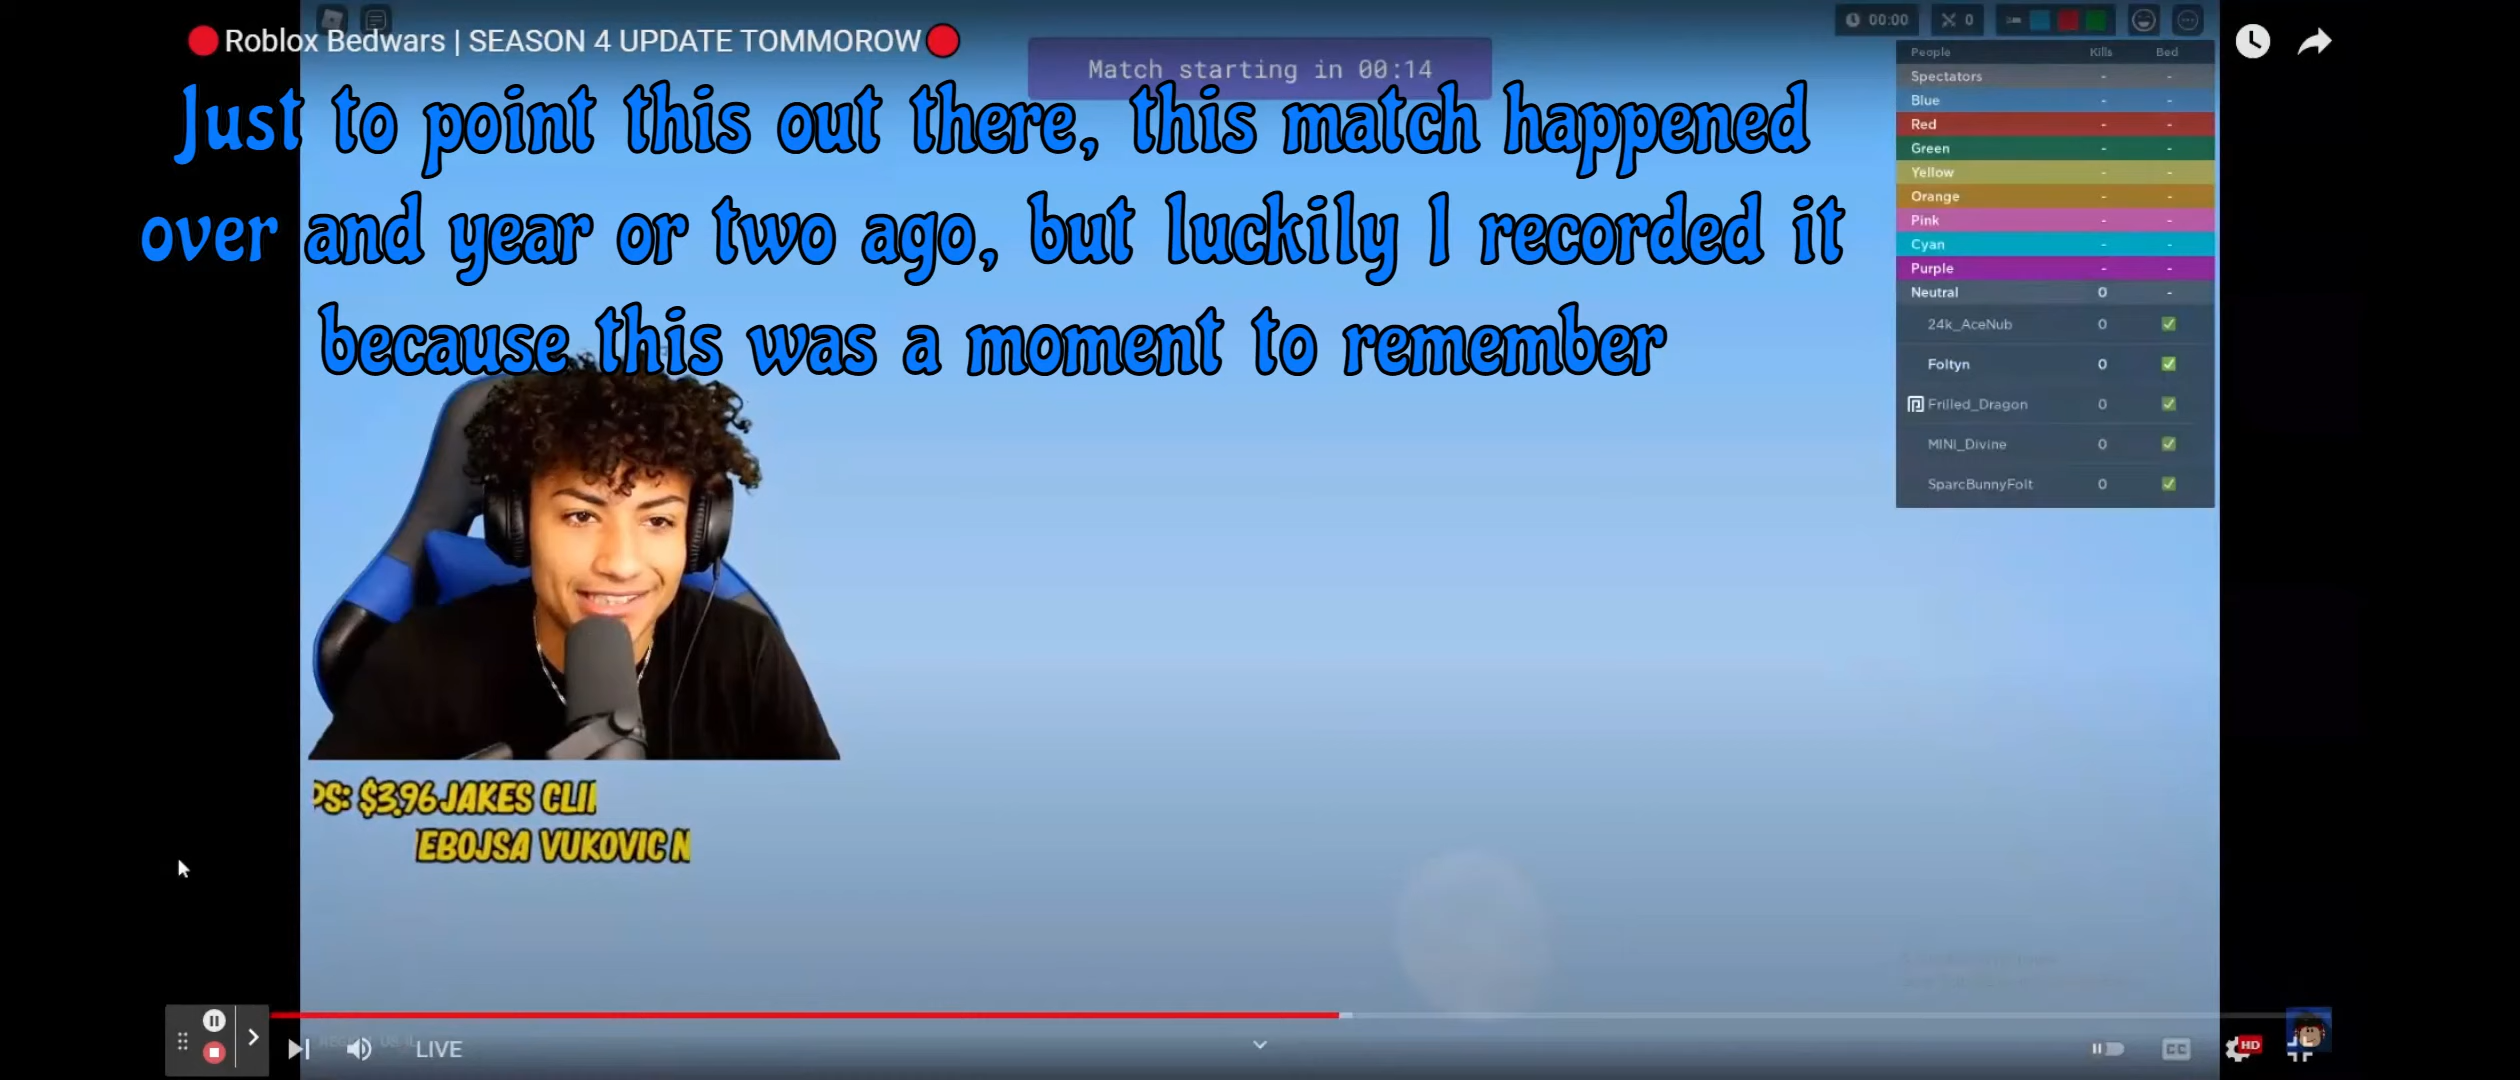 🔴Roblox Bedwars | SEASON 4 UPDATE TOMMOROW🔴
00:00
0
Match starting in 00:14
Just to point this out there, this match happened
over and year or two ago, but luckily I recorded it
because this was a moment to remember
People Kills Bed
Spectators - -
Blue - -
Red - -
Green - -
Yellow - -
Orange - -
Pink - -
Cyan - -
Purple - -
Neutral 0 -
24k_AceNub 0
Foltyn 0
Frilled_Dragon 0
MINI_Divine 0
SparcBunnyFolt 0
PS: $3.96 JAKES CLI
EBOJSA VUKOVIC N
LIVE
CC
HD